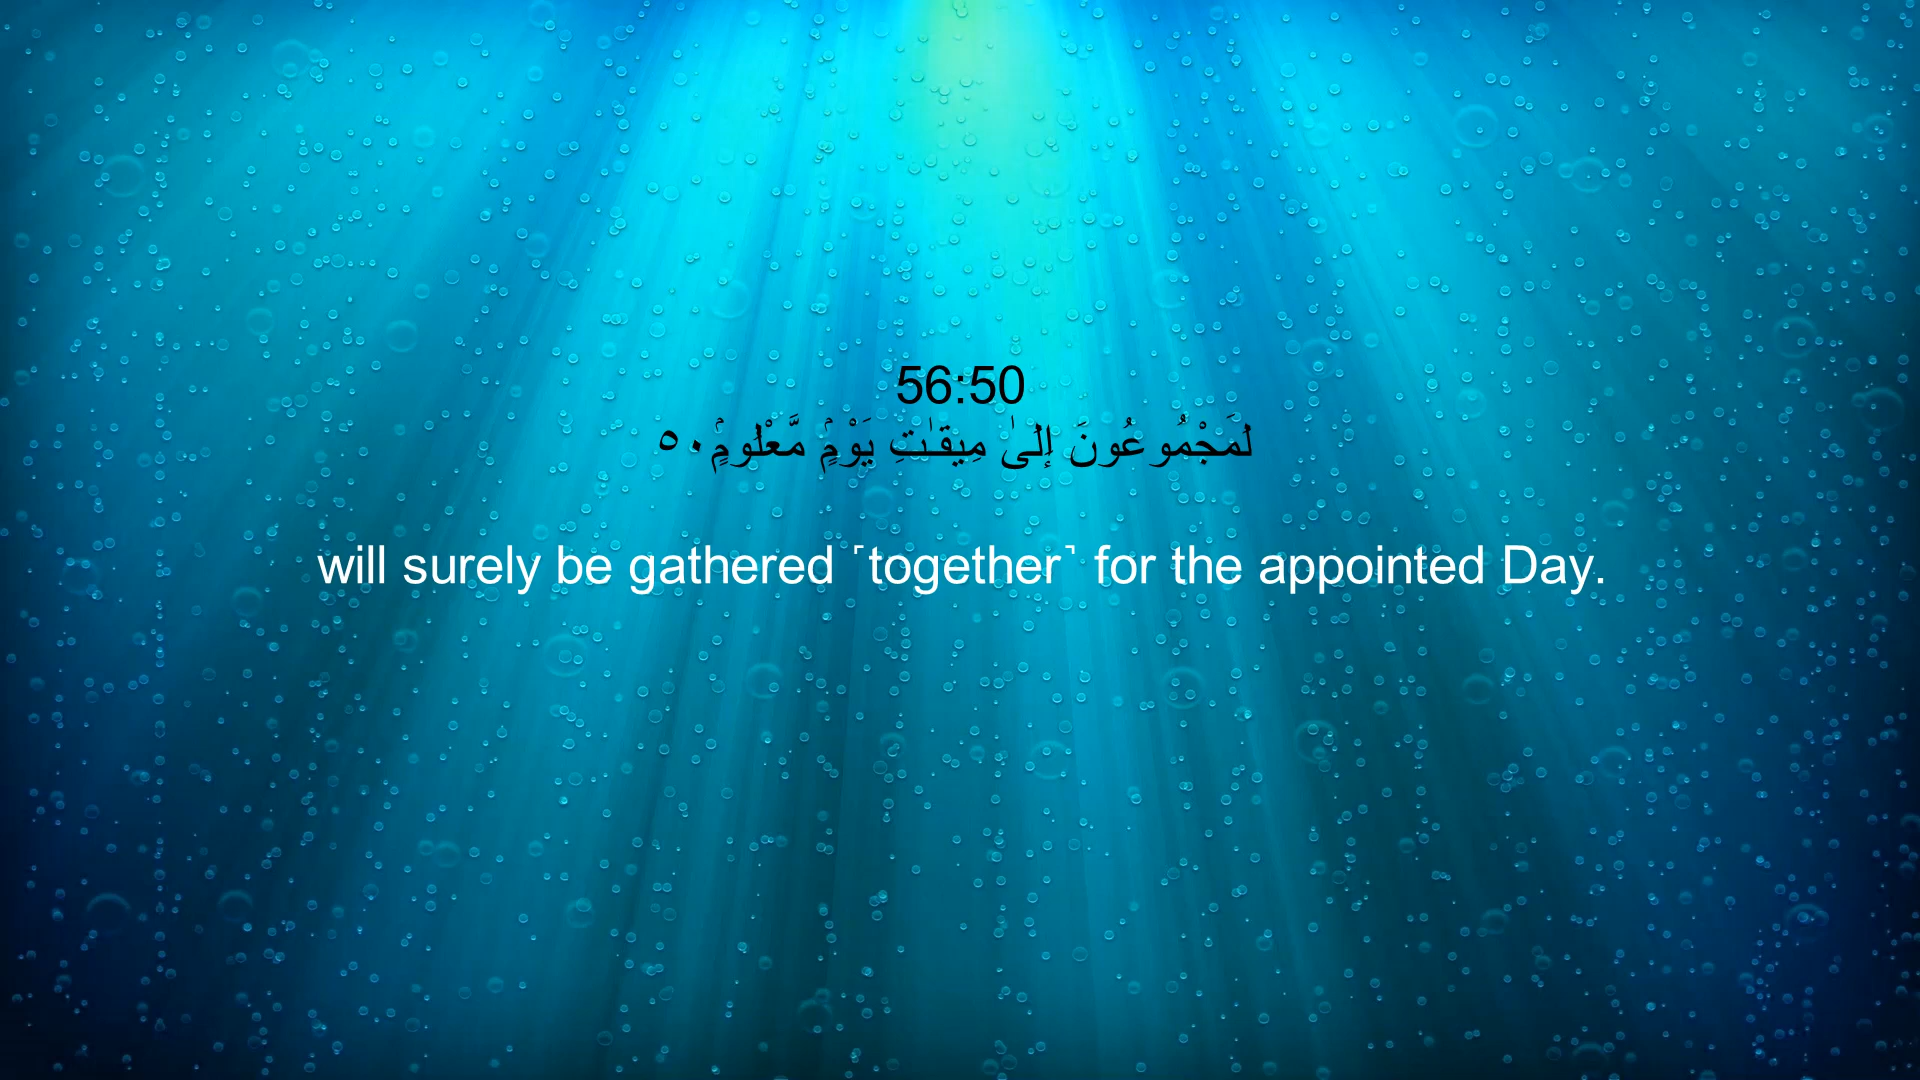 56:50
لَمَجْمُوعُونَ إِلَىٰ مِيقَـٰتِ يَوْمٍۢ مَّعْلُومٍۢ ٥٠
will surely be gathered ˹together˺ for the appointed Day.